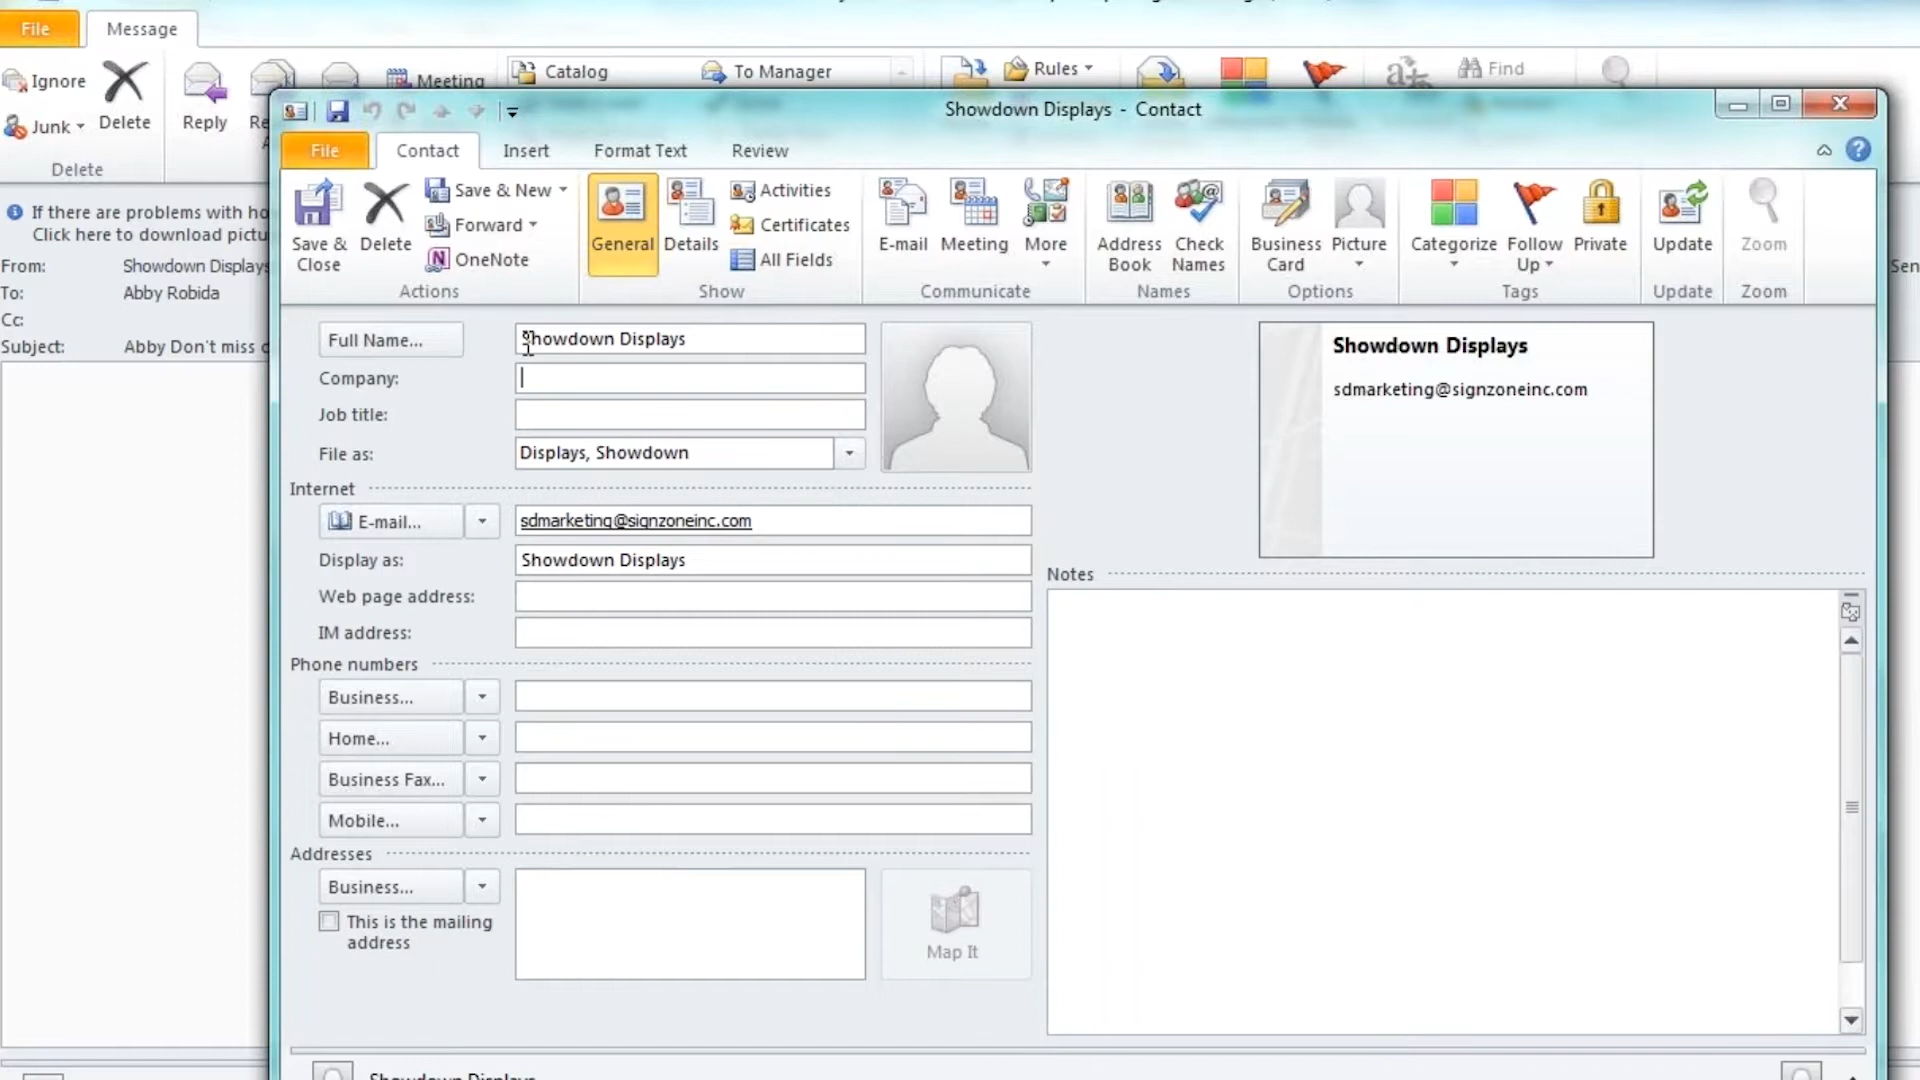 File
Message
Ignore
Junk
Delete
Reply
Meeting
Catalog
To Manager
Rules
Find
Delete
If there are problems with ho
Click here to download pictu
From: Showdown Displays
To: Abby Robida
Cc:
Subject: Abby Don't miss
Sen
Showdown Displays - Contact
File
Contact
Insert
Format Text
Review
Save &
Close
Delete
Save & New
Forward
OneNote
Actions
General
Details
Activities
Certificates
All Fields
Show
E-mail
Meeting
More
Communicate
Address
Book
Check
Names
Names
Business
Card
Picture
Options
Categorize
Follow
Up
Private
Tags
Update
Update
Zoom
Zoom
Full Name... Showdown Displays
Company:
Job title:
File as: Displays, Showdown
Internet
E-mail... sdmarketing@signzoneinc.com
Display as: Showdown Displays
Web page address:
IM address:
Phone numbers
Business...
Home...
Business Fax...
Mobile...
Addresses
Business...
This is the mailing
address
Map It
Showdown Displays
sdmarketing@signzoneinc.com
Notes
Showdown Displays